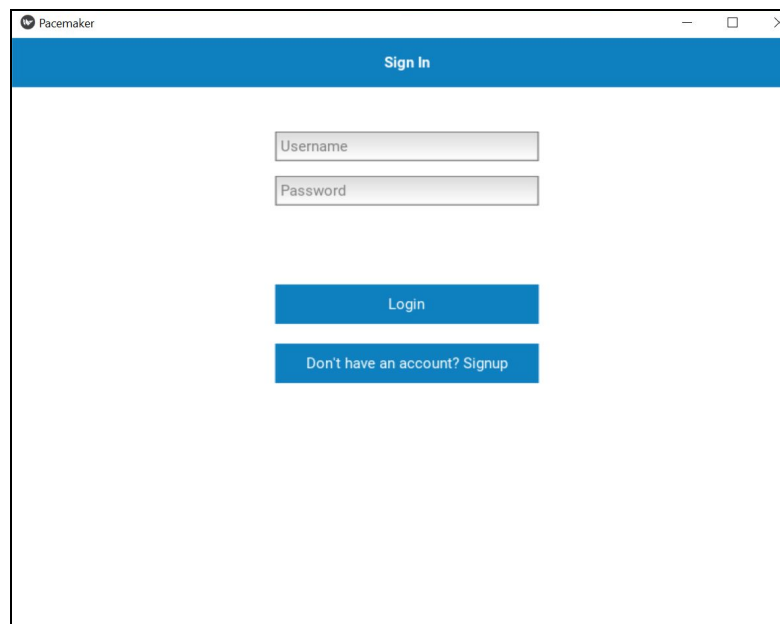 Pacemaker
Sign In
Username
Password
Login
Don't have an account? Signup